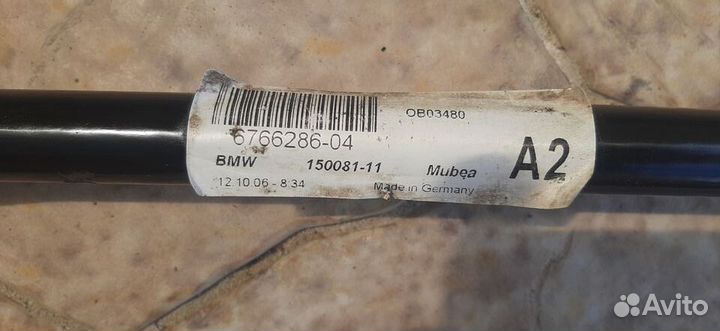 OB03480
6766286-04
BMW 150081-11 Mubea A2
12.10.06 - 8:34 Made in Germany
Avito